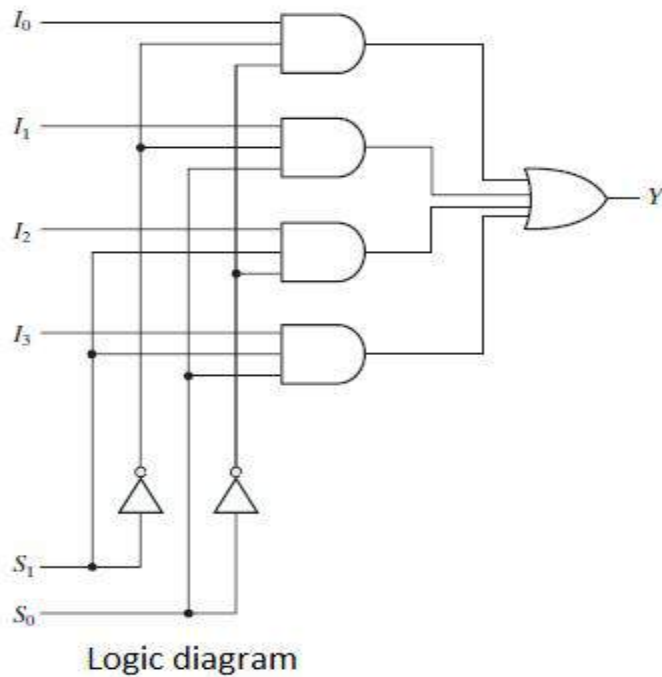 I₀
I₁
I₂
Y
I₃
S₁
S₀
Logic diagram